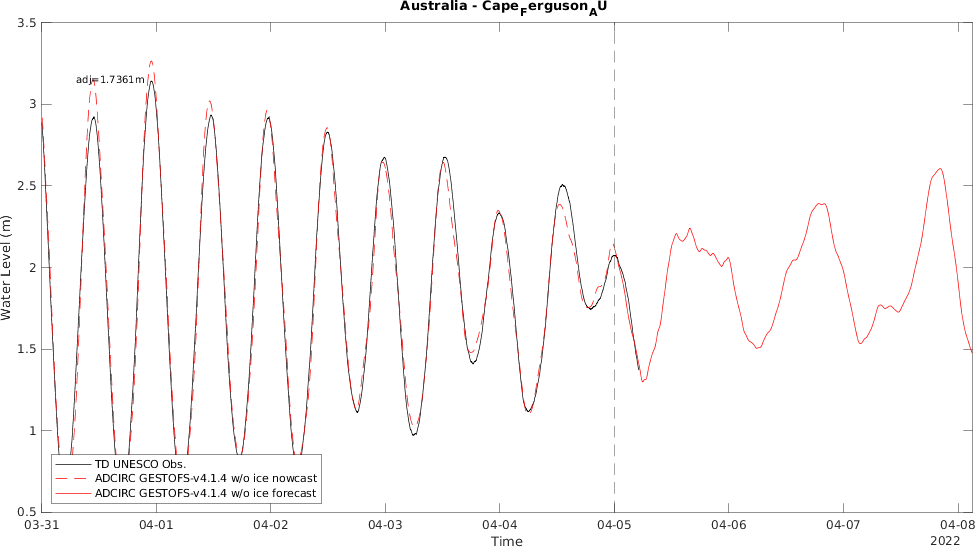 Australia - Cape_Ferguson_AU
3.5
3
2.5
2
1.5
1
0.5
Water Level (m)
adj=1.7361m
TD UNESCO Obs.
ADCIRC GESTOFS-v4.1.4 w/o ice nowcast
ADCIRC GESTOFS-v4.1.4 w/o ice forecast
03-31 04-01 04-02 04-03 04-04 04-05 04-06 04-07 04-08
Time 2022